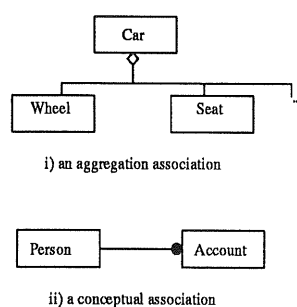 Car
Wheel
Seat
i) an aggregation association
Person
Account
ii) a conceptual association